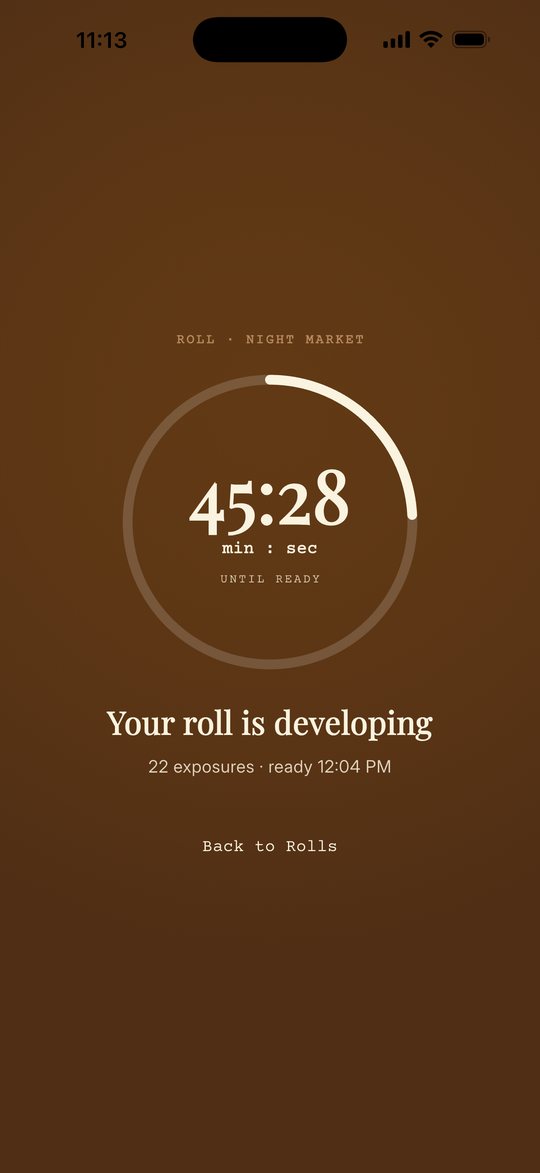 11:13
ROLL · NIGHT MARKET
45:28
min : sec
UNTIL READY
Your roll is developing
22 exposures · ready 12:04 PM
Back to Rolls